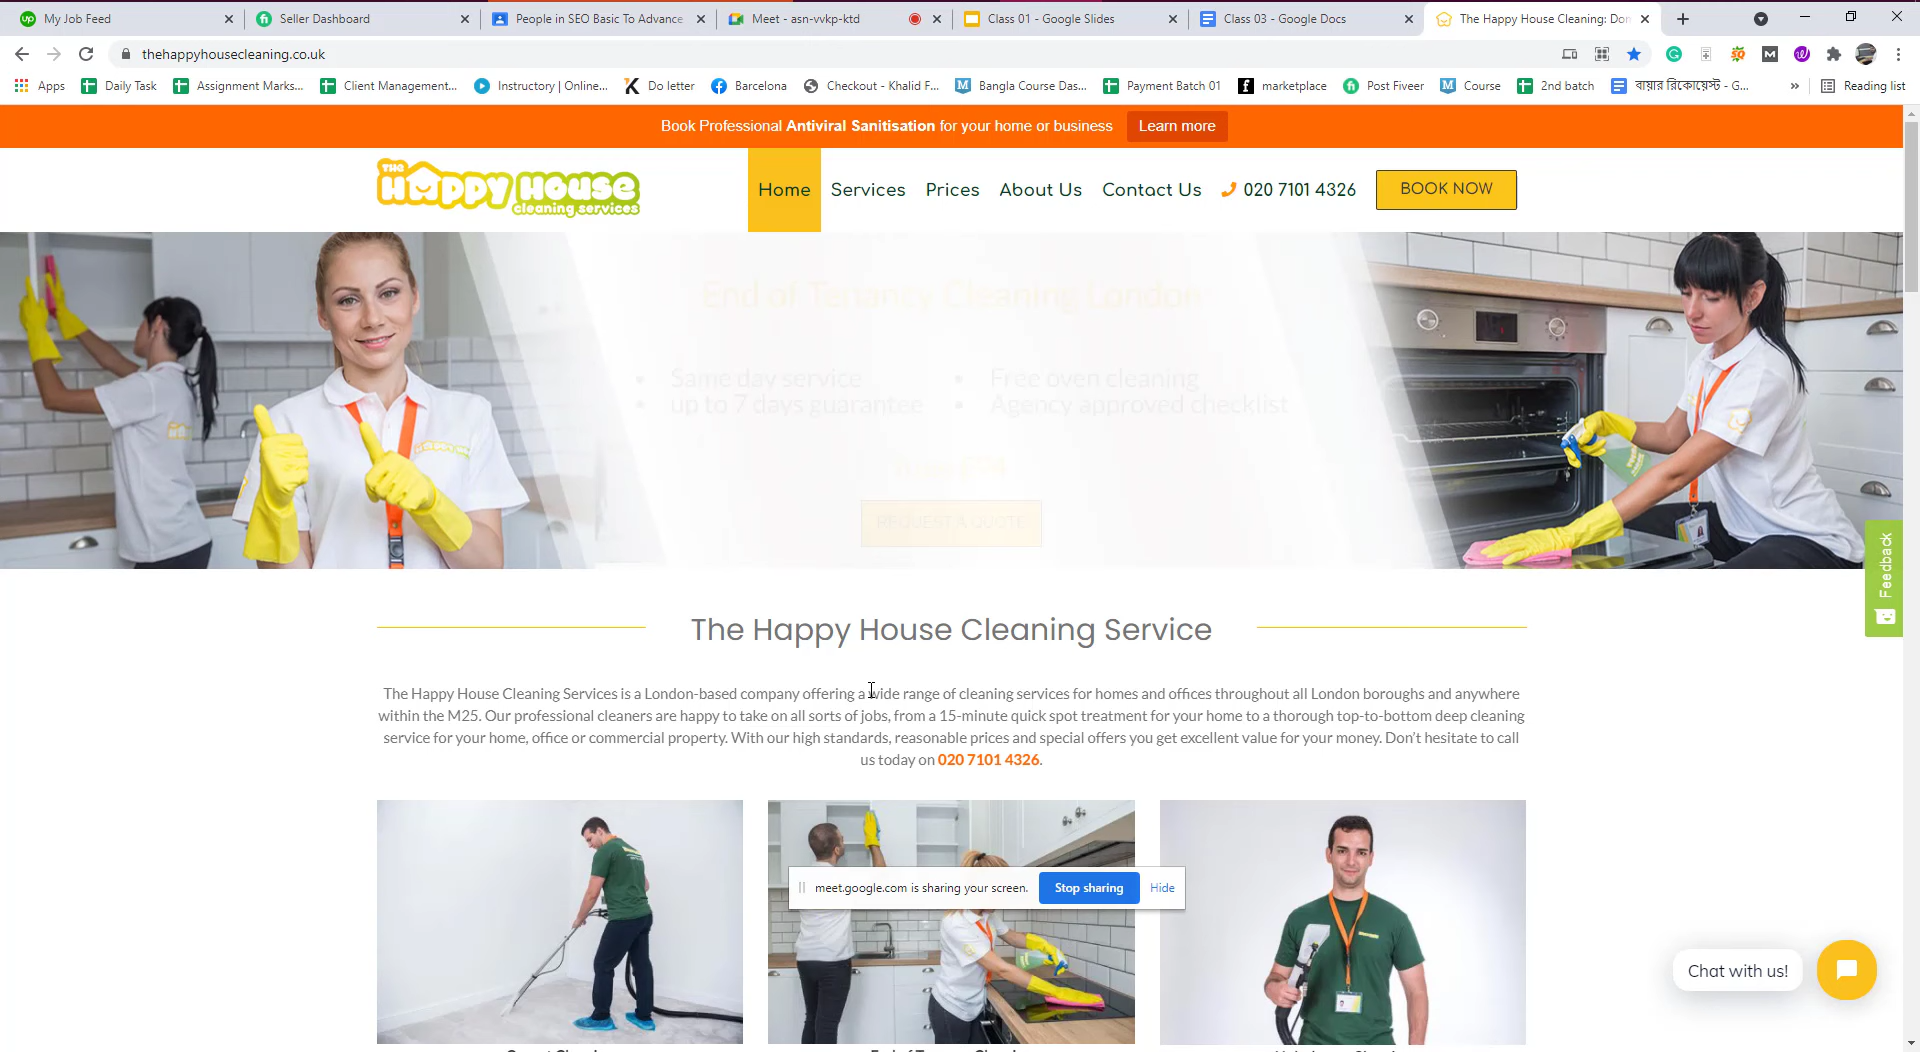 My Job Feed
Seller Dashboard
People in SEO Basic To Advance
Meet - asn-vvkp-ktd
Class 01 - Google Slides
Class 03 - Google Docs
The Happy House Cleaning: Don
thehappyhousecleaning.co.uk
Apps
Daily Task
Assignment Marks...
Client Management...
Instructory | Online...
Do letter
Barcelona
Checkout - Khalid F...
Bangla Course Das...
Payment Batch 01
marketplace
Post Fiveer
Course
2nd batch
বায়ার রিকোয়েস্ট - G...
Reading list
Book Professional Antiviral Sanitisation for your home or business
Learn more
THE
HAPPY HOUSE
cleaning services
Home
Services
Prices
About Us
Contact Us
020 7101 4326
BOOK NOW
End of Tenancy Cleaning London
• Same day service
• up to 7 days guarantee
• Free oven cleaning
• Agency approved checklist
REQUEST A QUOTE
Feedback
The Happy House Cleaning Service
The Happy House Cleaning Services is a London-based company offering a wide range of cleaning services for homes and offices throughout all London boroughs and anywhere
within the M25. Our professional cleaners are happy to take on all sorts of jobs, from a 15-minute quick spot treatment for your home to a thorough top-to-bottom deep cleaning
service for your home, office or commercial property. With our high standards, reasonable prices and special offers you get excellent value for your money. Don't hesitate to call
us today on 020 7101 4326.
meet.google.com is sharing your screen.
Stop sharing
Hide
Chat with us!